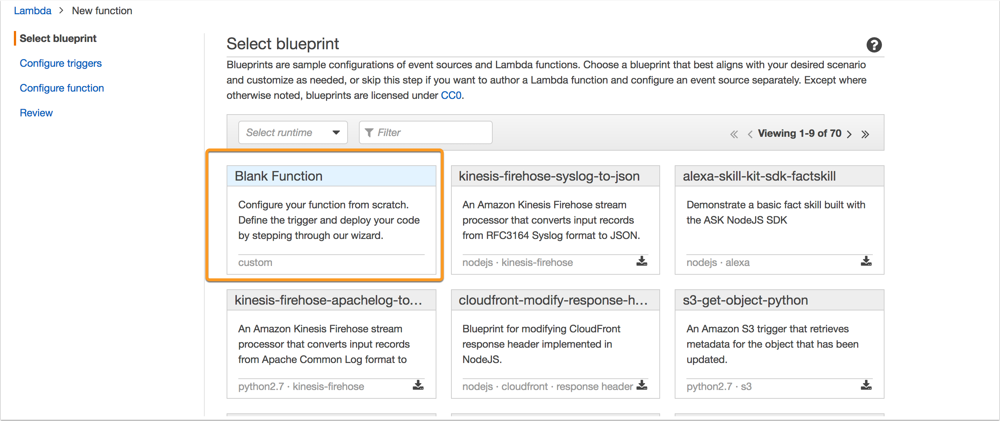 Lambda > New function
Select blueprint
Configure triggers
Configure function
Review
Select blueprint
?
Blueprints are sample configurations of event sources and Lambda functions. Choose a blueprint that best aligns with your desired scenario
and customize as needed, or skip this step if you want to author a Lambda function and configure an event source separately. Except where
otherwise noted, blueprints are licensed under CC0.
Select runtime
Filter
« ‹ Viewing 1-9 of 70 › »
Blank Function
Configure your function from scratch.
Define the trigger and deploy your code
by stepping through our wizard.
custom
kinesis-firehose-syslog-to-json
An Amazon Kinesis Firehose stream
processor that converts input records
from RFC3164 Syslog format to JSON.
nodejs · kinesis-firehose
alexa-skill-kit-sdk-factskill
Demonstrate a basic fact skill built with
the ASK NodeJS SDK
nodejs · alexa
kinesis-firehose-apachelog-to...
An Amazon Kinesis Firehose stream
processor that converts input records
from Apache Common Log format to
python2.7 · kinesis-firehose
cloudfront-modify-response-h...
Blueprint for modifying CloudFront
response header implemented in
NodeJS.
nodejs · cloudfront · response header
s3-get-object-python
An Amazon S3 trigger that retrieves
metadata for the object that has been
updated.
python2.7 · s3